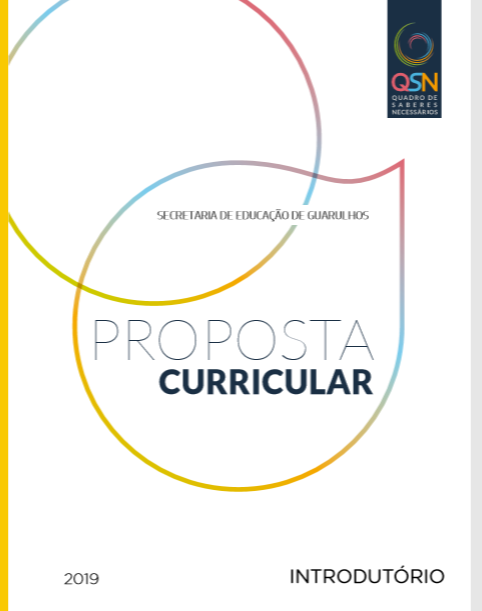 QSN
QUADRO DE
SABERES
NECESSÁRIOS
SECRETARIA DE EDUCAÇÃO DE GUARULHOS
PROPOSTA
CURRICULAR
2019
INTRODUTÓRIO